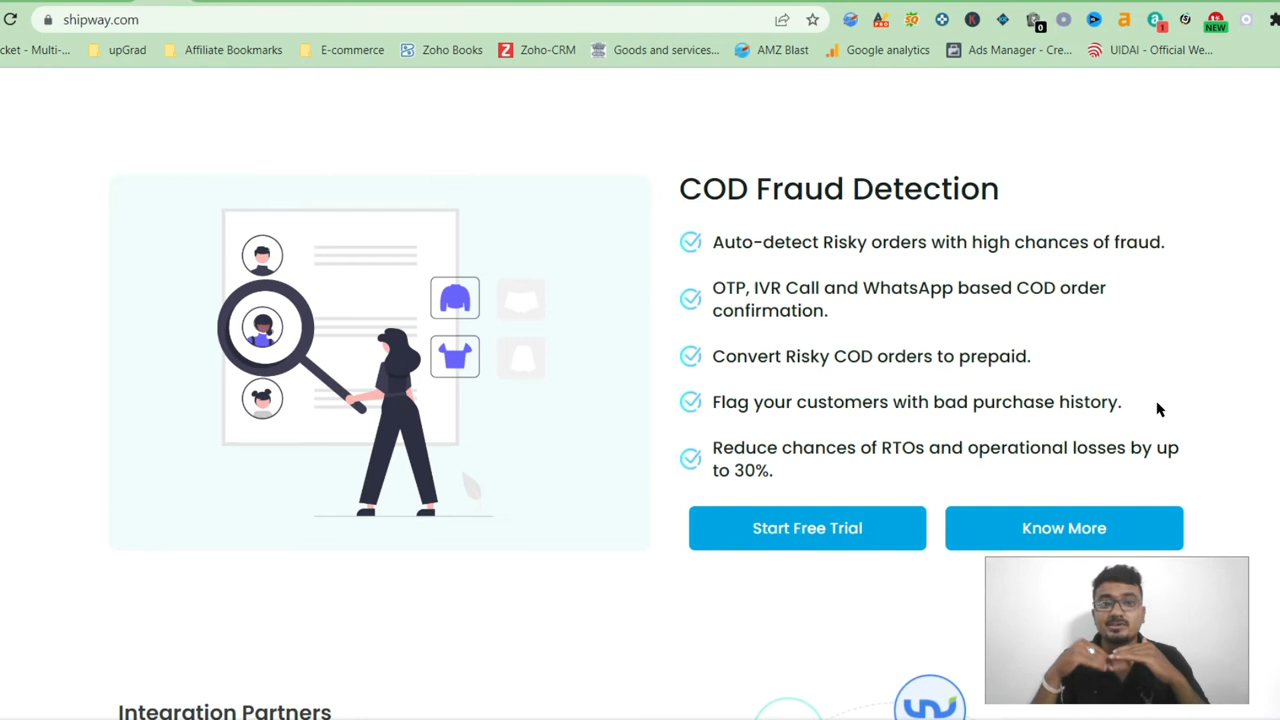 shipway.com
0
1
NEW
cket - Multi-...
upGrad
Affiliate Bookmarks
E-commerce
Zoho Books
Zoho-CRM
Goods and services...
AMZ Blast
Google analytics
Ads Manager - Cre...
UIDAI - Official We...
COD Fraud Detection
Auto-detect Risky orders with high chances of fraud.
OTP, IVR Call and WhatsApp based COD order
confirmation.
Convert Risky COD orders to prepaid.
Flag your customers with bad purchase history.
Reduce chances of RTOs and operational losses by up
to 30%.
Start Free Trial
Know More
Integration Partners